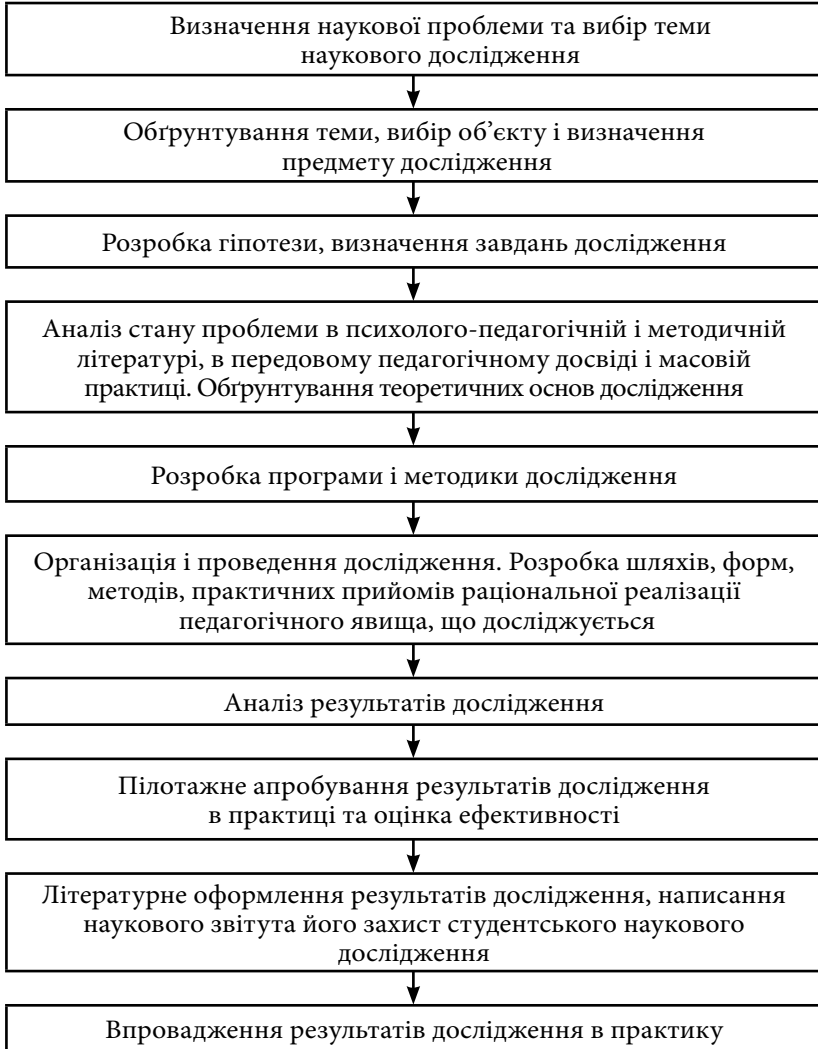 Визначення наукової проблеми та вибір теми
наукового дослідження
Обґрунтування теми, вибір об’єкту і визначення
предмету дослідження
Розробка гіпотези, визначення завдань дослідження
Аналіз стану проблеми в психолого-педагогічній і методичній
літературі, в передовому педагогічному досвіді і масовій
практиці. Обґрунтування теоретичних основ дослідження
Розробка програми і методики дослідження
Організація і проведення дослідження. Розробка шляхів, форм,
методів, практичних прийомів раціональної реалізації
педагогічного явища, що досліджується
Аналіз результатів дослідження
Пілотажне апробування результатів дослідження
в практиці та оцінка ефективності
Літературне оформлення результатів дослідження, написання
наукового звітута його захист студентського наукового
дослідження
Впровадження результатів дослідження в практику